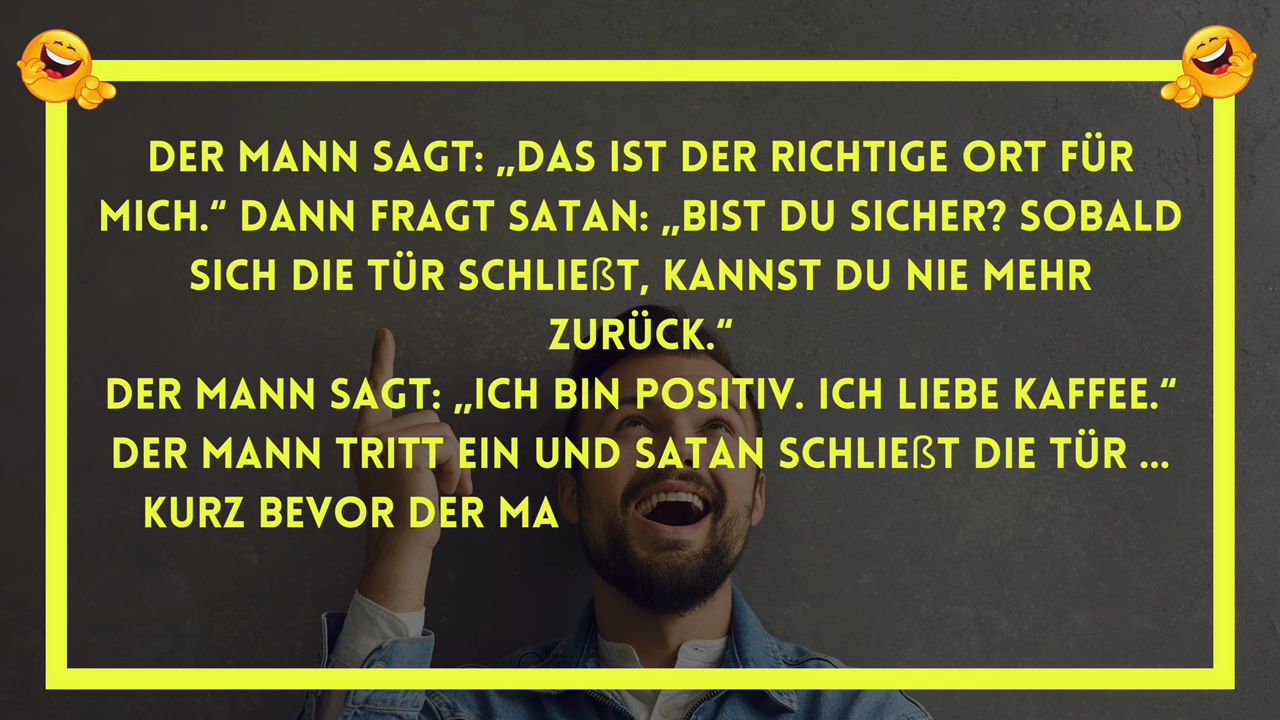 DER MANN SAGT: „DAS IST DER RICHTIGE ORT FÜR
MICH.“ DANN FRAGT SATAN: „BIST DU SICHER? SOBALD
SICH DIE TÜR SCHLIEßT, KANNST DU NIE MEHR
ZURÜCK.“
DER MANN SAGT: „ICH BIN POSITIV. ICH LIEBE KAFFEE.“
DER MANN TRITT EIN UND SATAN SCHLIEßT DIE TÜR ...
KURZ BEVOR DER MA